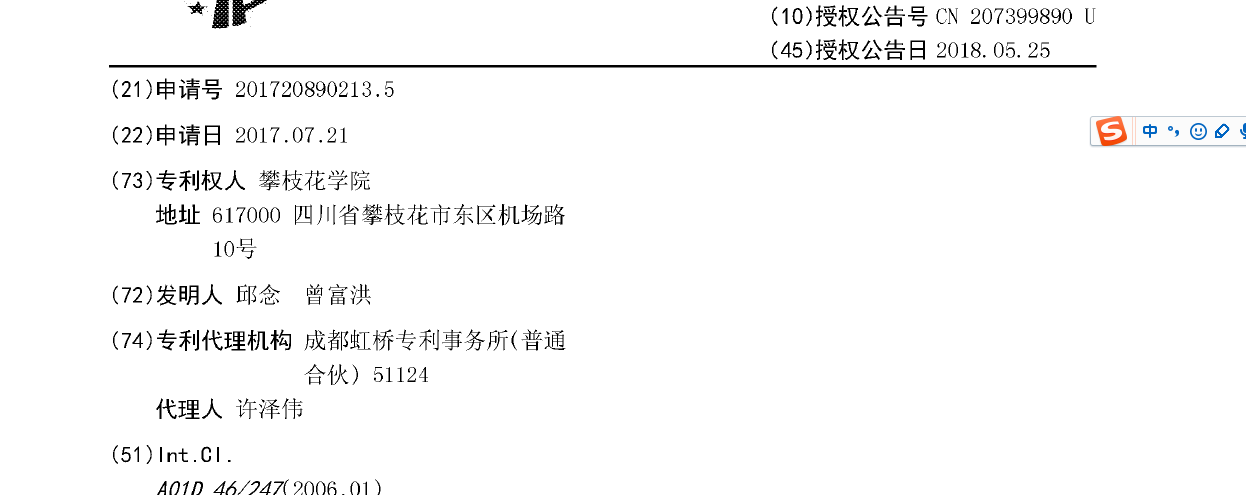 (10)授权公告号 CN 207399890 U
(45)授权公告日 2018.05.25
(21)申请号 201720890213.5
(22)申请日 2017.07.21
(73)专利权人 攀枝花学院
地址 617000 四川省攀枝花市东区机场路
10号
(72)发明人 邱念 曾富洪
(74)专利代理机构 成都虹桥专利事务所(普通
合伙) 51124
代理人 许泽伟
(51)Int.Cl.
A01D 46/247(2006.01)
中